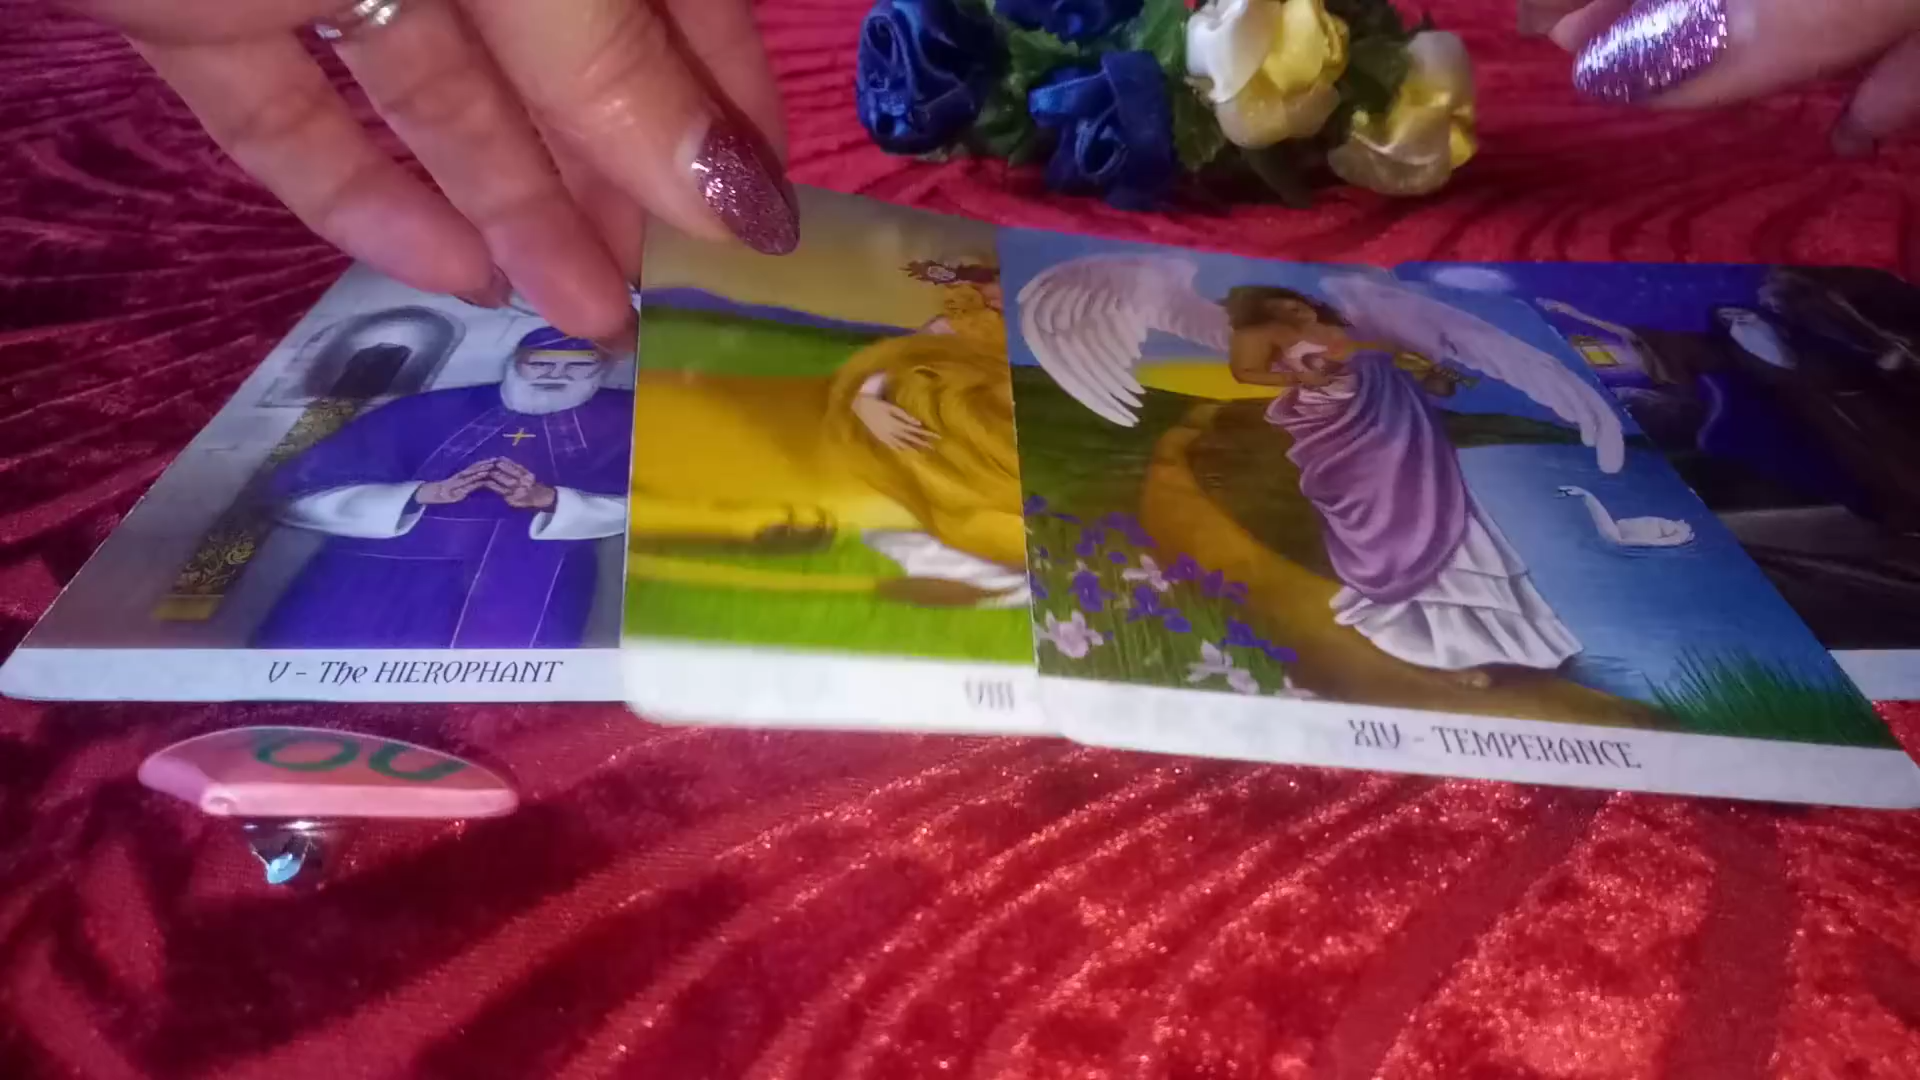 V - The HIEROPHANT
VIII
XIV - TEMPERANCE